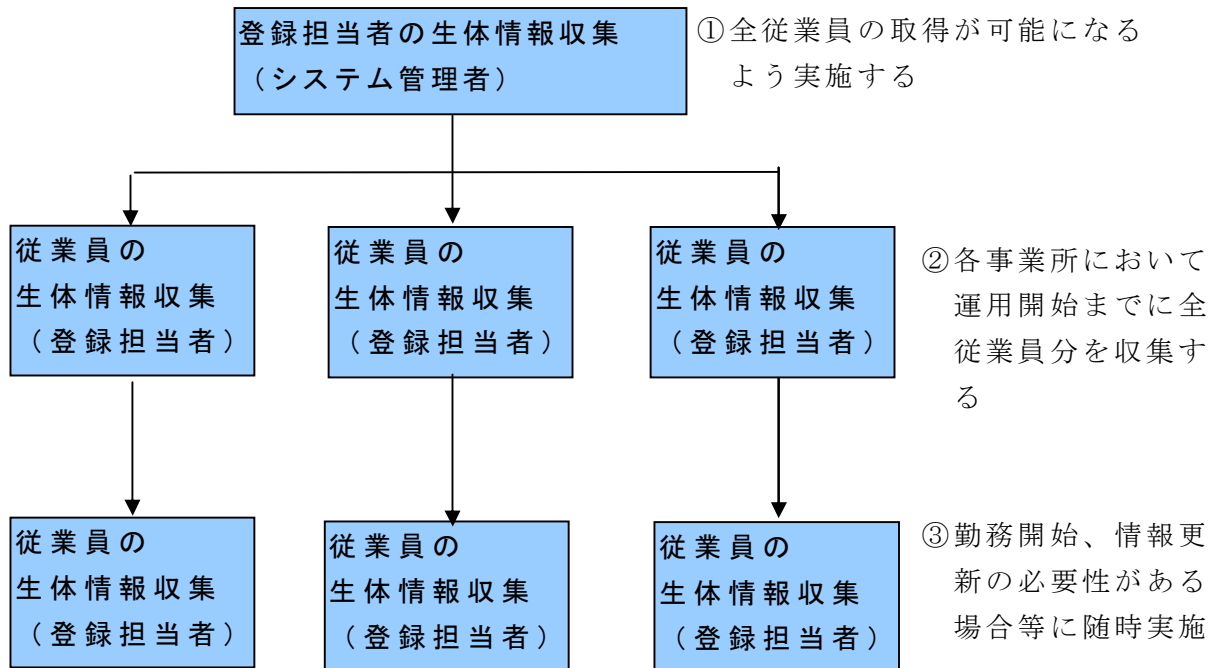 登録担当者の生体情報収集
（システム管理者）
①全従業員の取得が可能になる
よう実施する
従業員の
生体情報収集
（登録担当者）
従業員の
生体情報収集
（登録担当者）
従業員の
生体情報収集
（登録担当者）
②各事業所において
運用開始までに全
従業員分を収集す
る
従業員の
生体情報収集
（登録担当者）
従業員の
生体情報収集
（登録担当者）
従業員の
生体情報収集
（登録担当者）
③勤務開始、情報更
新の必要性がある
場合等に随時実施